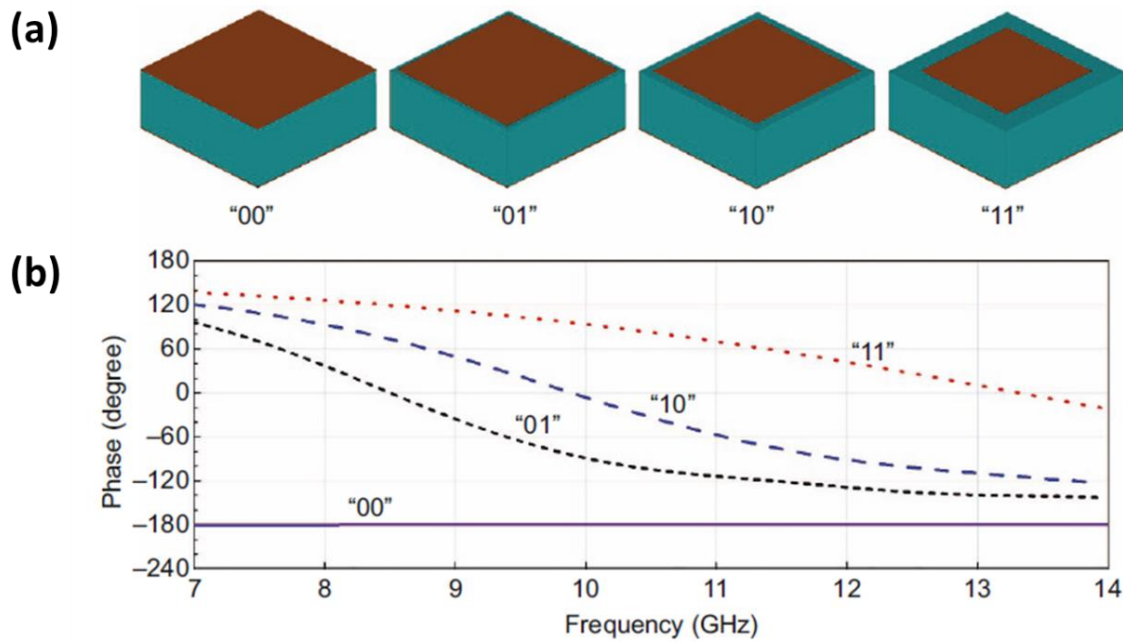 (a)
“00” “01” “10” “11”
(b)
180
120
60
0
–60
–120
–180
–240
Phase (degree)
“11”
“10”
“01”
“00”
7 8 9 10 11 12 13 14
Frequency (GHz)